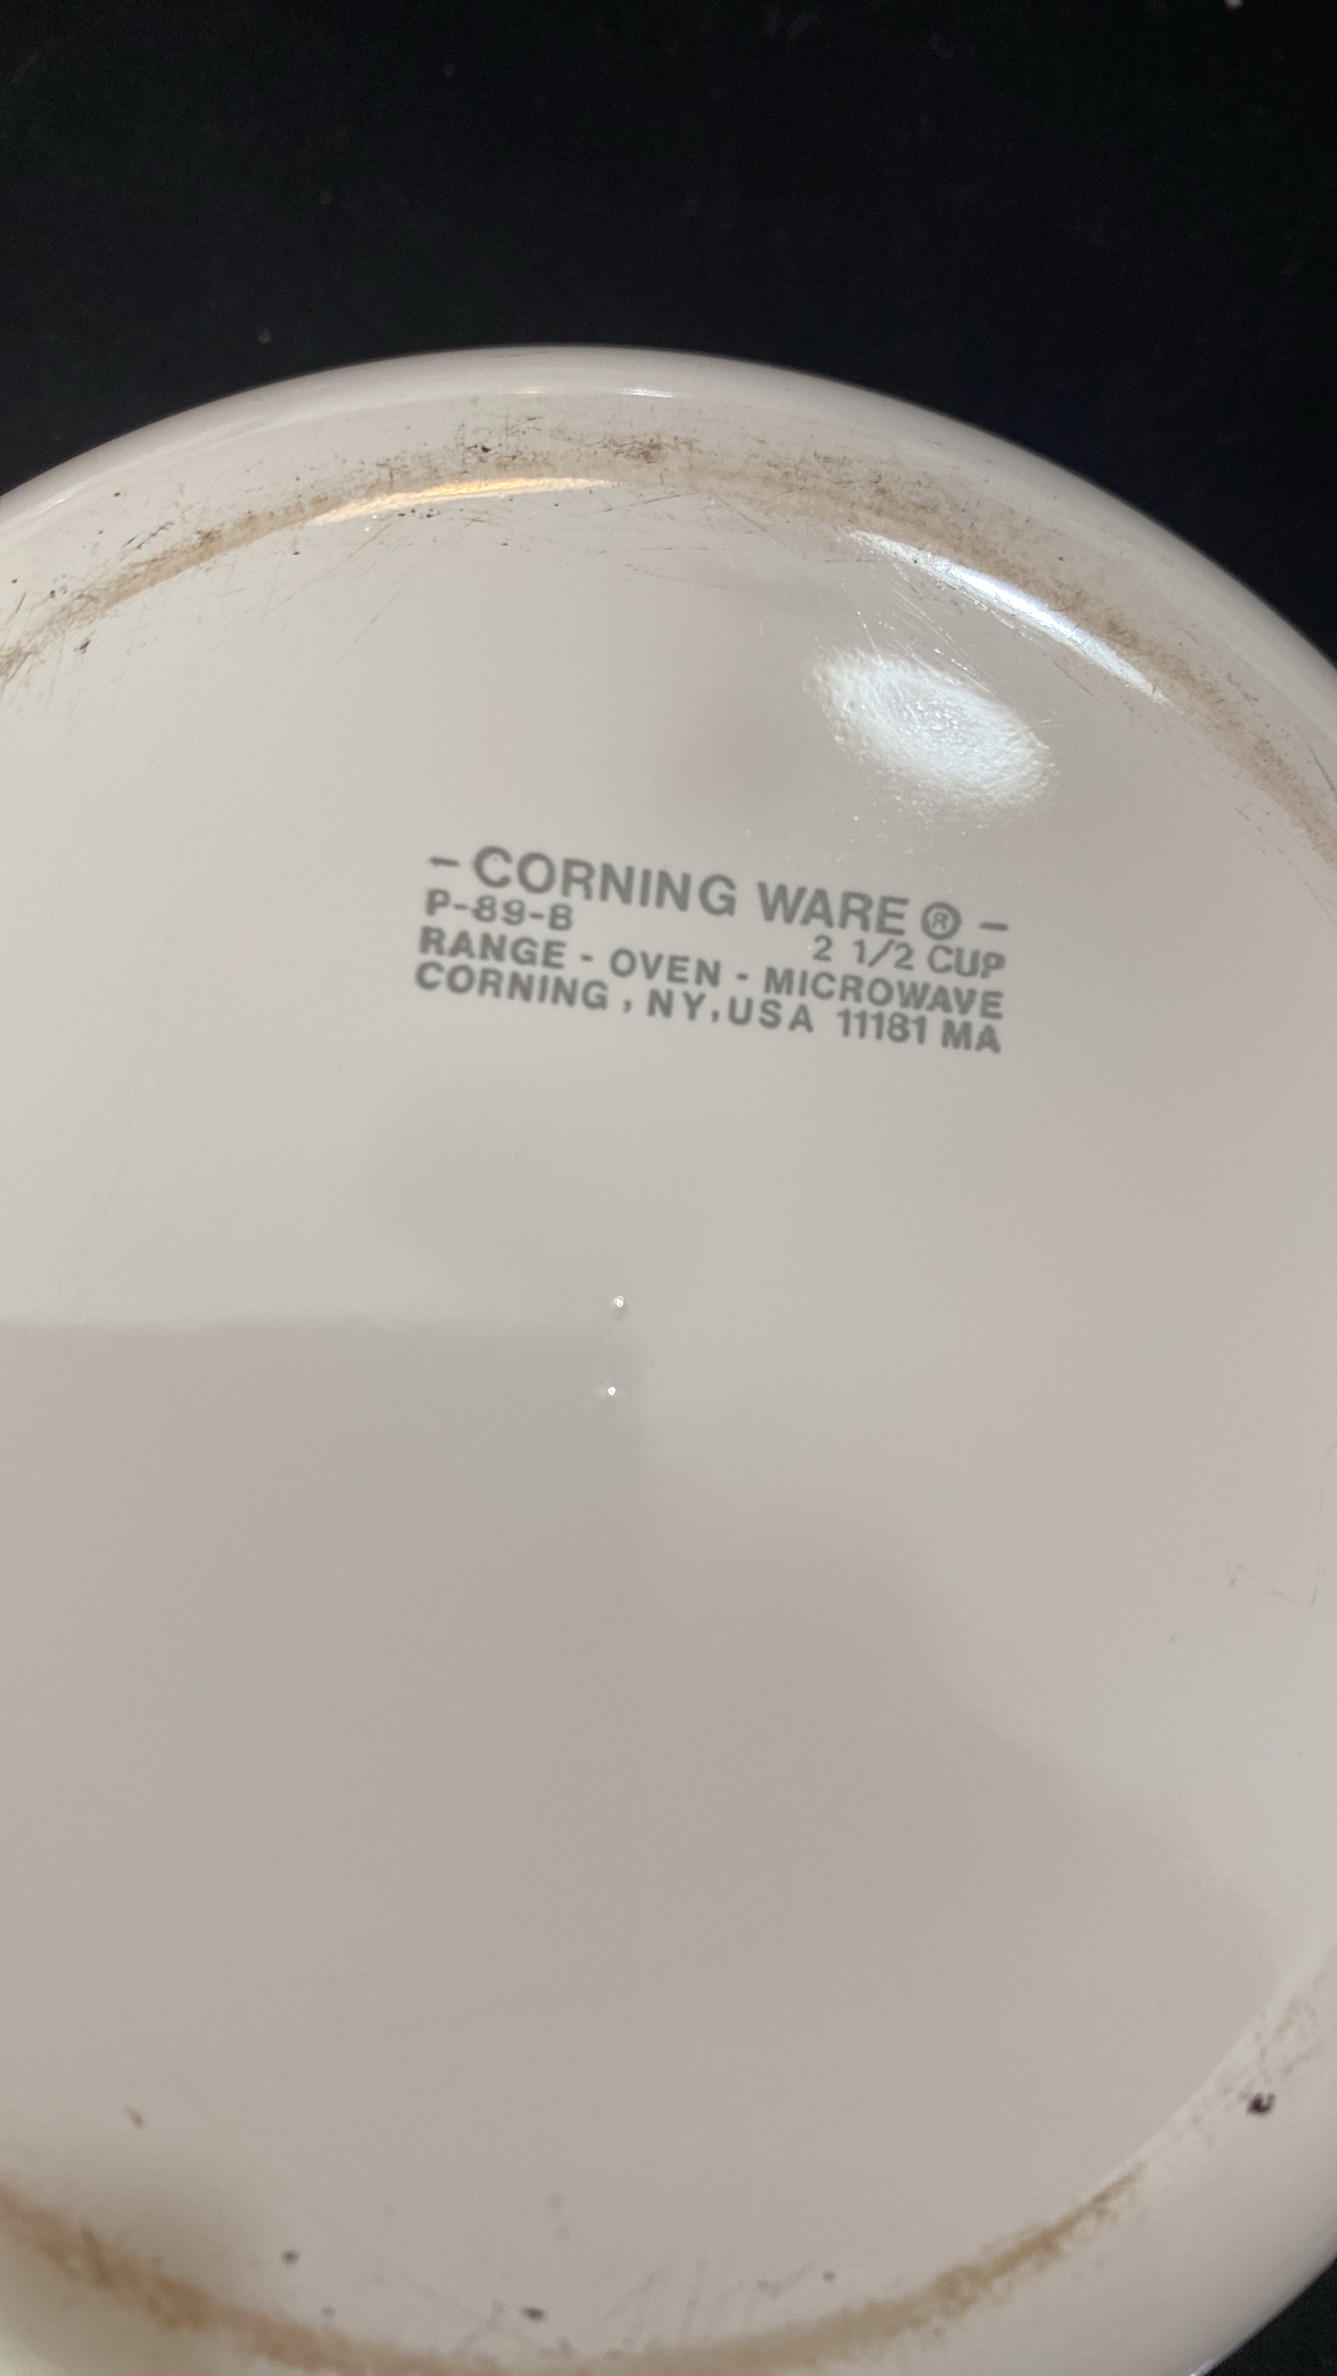 – CORNING WARE ® –
P-89-B 2 1/2 CUP
RANGE - OVEN - MICROWAVE
CORNING , NY, USA 11181 MA